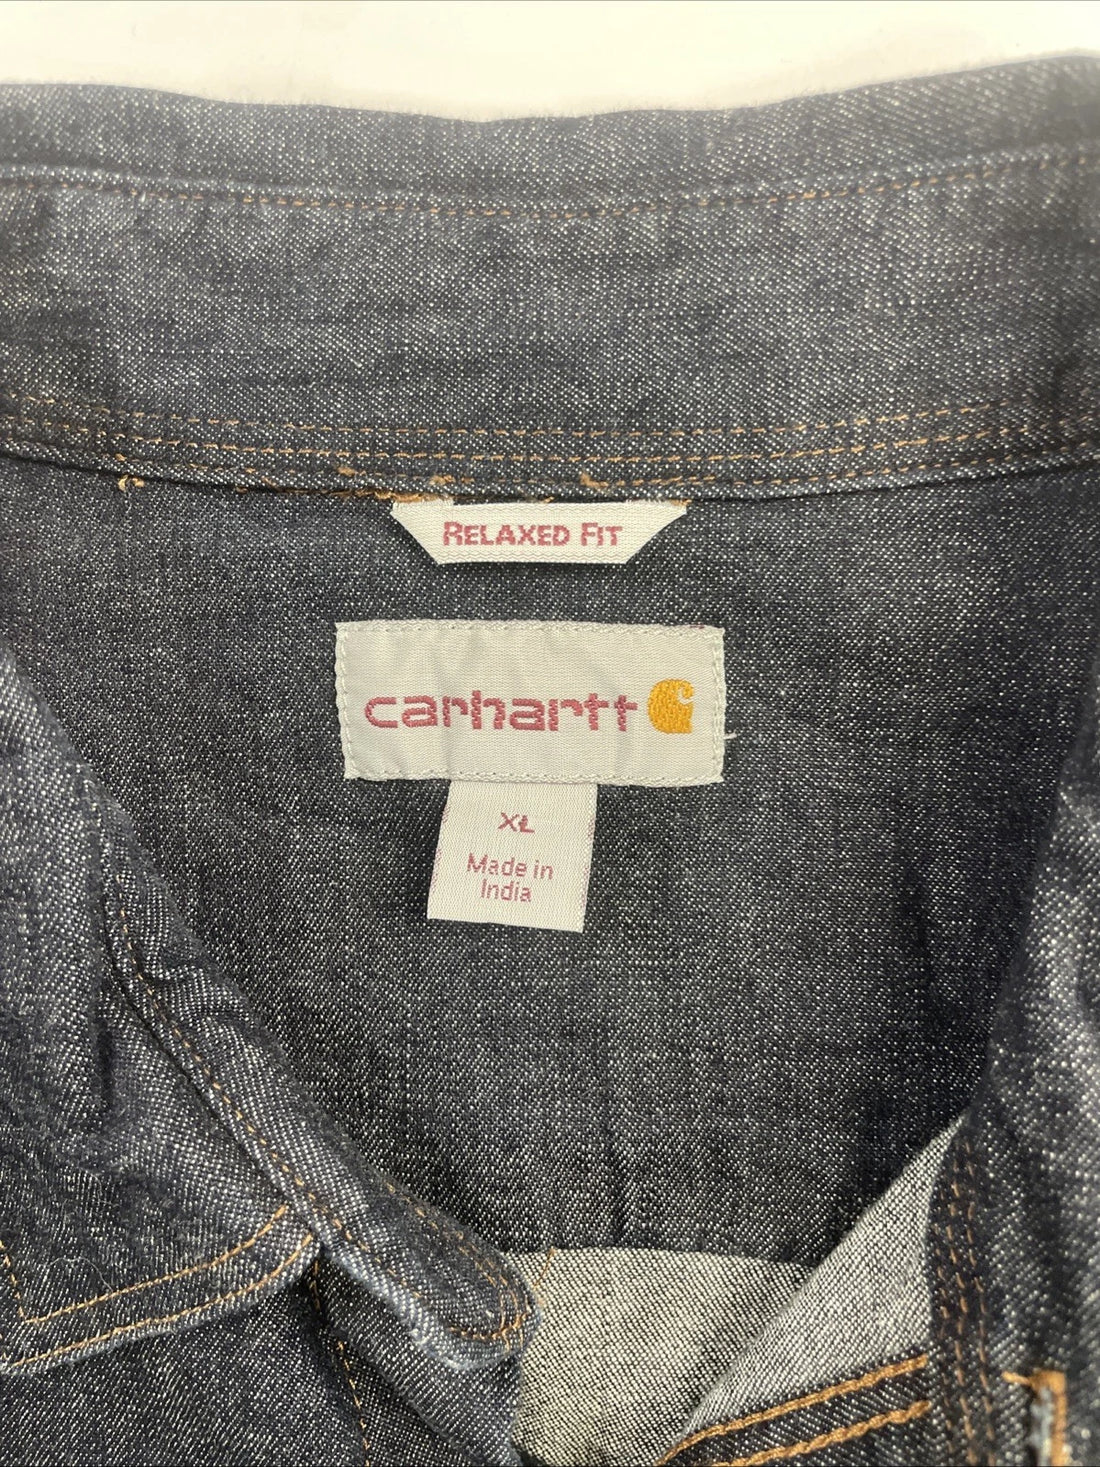 RELAXED FIT
carhartt
XL
Made in
India